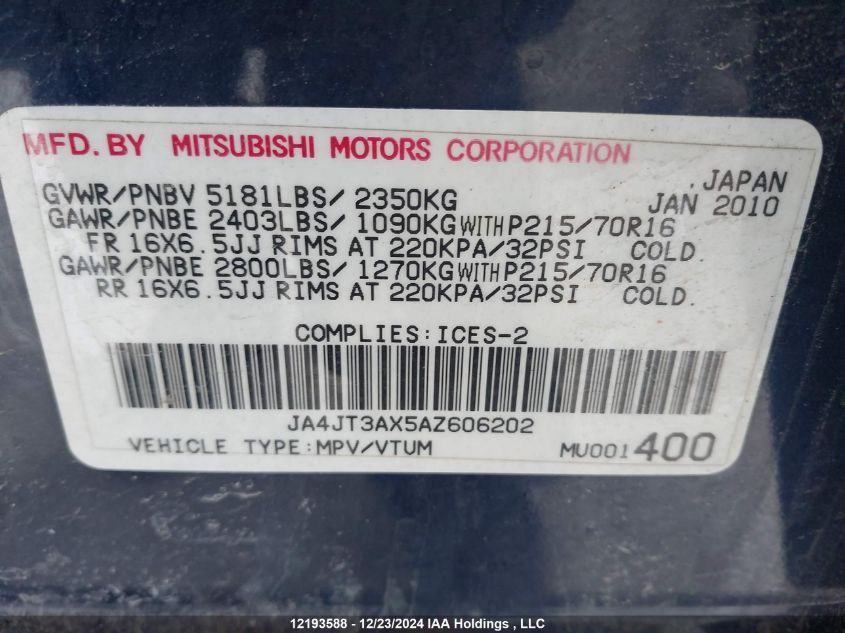 MFD. BY MITSUBISHI MOTORS CORPORATION
JAPAN
GVWR/PNBV 5181LBS/ 2350KG JAN 2010
GAWR/PNBE 2403LBS/ 1090KG WITH P215/70R16
FR 16X6.5JJ RIMS AT 220KPA/32PSI COLD.
GAWR/PNBE 2800LBS/ 1270KG WITH P215/70R16
RR 16X6.5JJ RIMS AT 220KPA/32PSI COLD.
COMPLIES:ICES-2
JA4JT3AX5AZ606202
VEHICLE TYPE:MPV/VTUM MU001400
12193588 - 12/23/2024 IAA Holdings , LLC